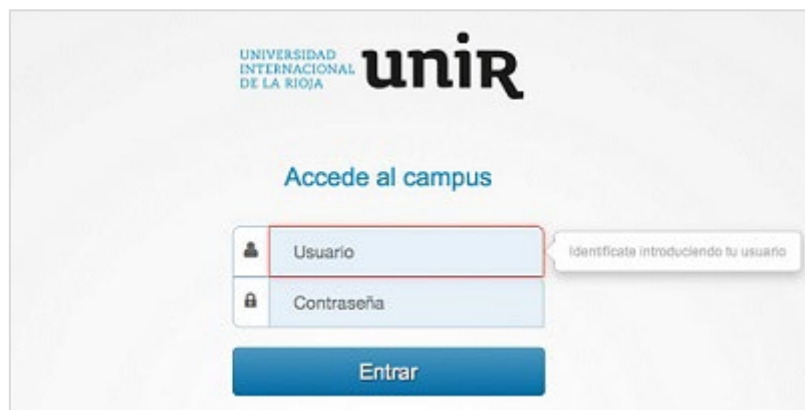 UNIVERSIDAD
INTERNACIONAL
DE LA RIOJA
uniR
Accede al campus
Usuario
Identifícate introduciendo tu usuario
Contraseña
Entrar